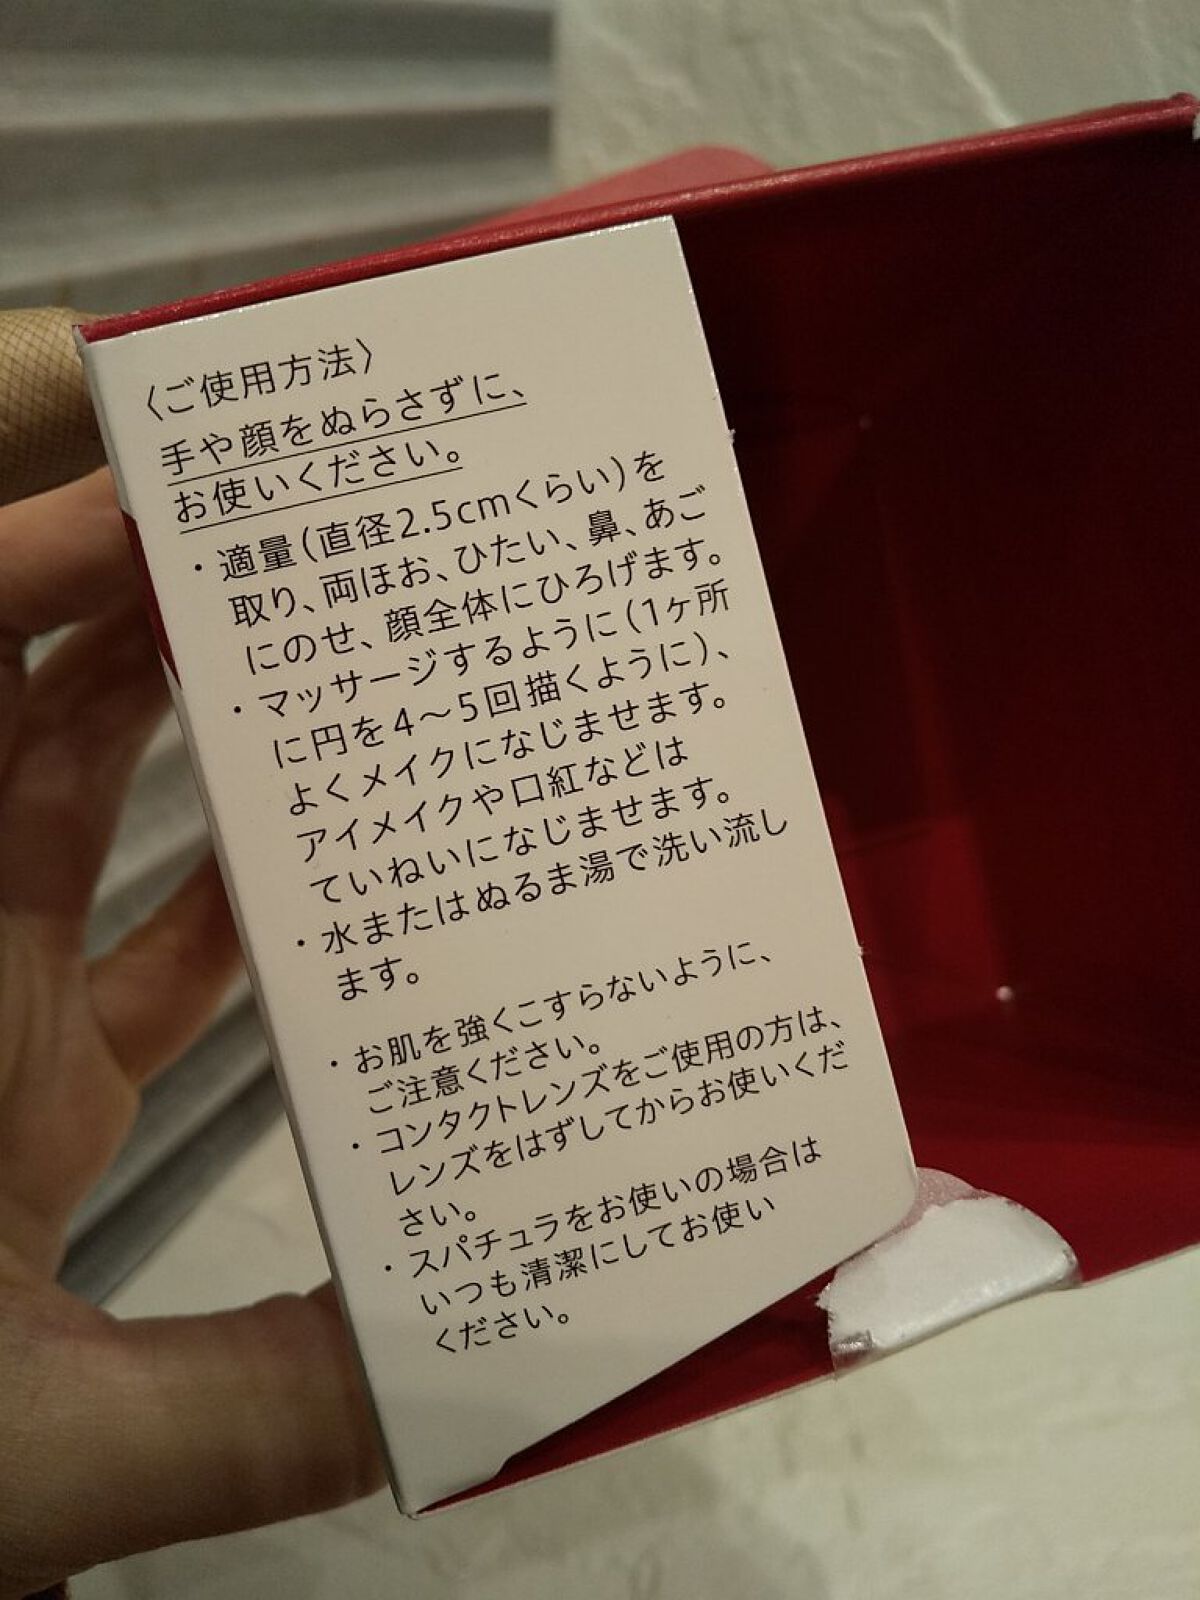 〈ご使用方法〉
手や顔をぬらさずに、
お使いください。
・適量(直径2.5cmくらい)を
取り、両ほお、ひたい、鼻、あご
にのせ、顔全体にひろげます。
・マッサージするように(1ヶ所
に円を4〜5回描くように)、
よくメイクになじませます。
アイメイクや口紅などは
ていねいになじませます。
・水またはぬるま湯で洗い流し
ます。
・お肌を強くこすらないように、
ご注意ください。
・コンタクトレンズをご使用の方は、
レンズをはずしてからお使いくだ
さい。
・スパチュラをお使いの場合は
いつも清潔にしてお使い
ください。